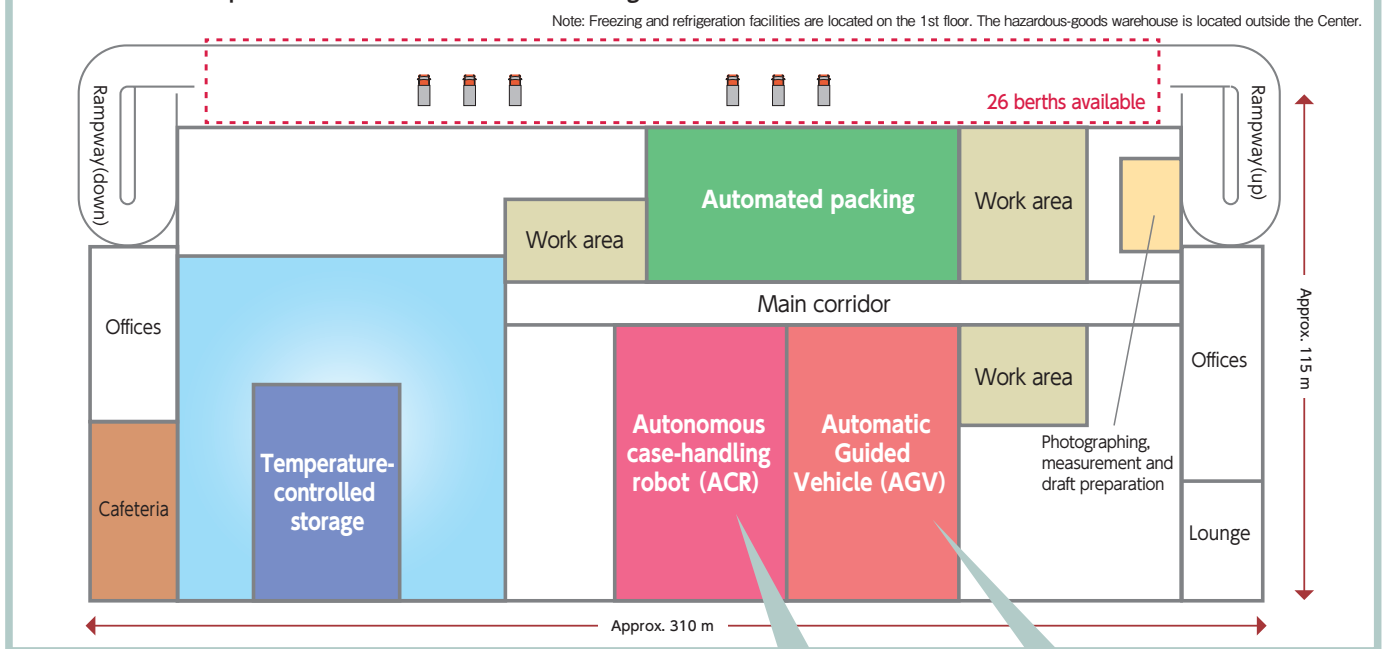 Note: Freezing and refrigeration facilities are located on the 1st floor. The hazardous-goods warehouse is located outside the Center.
Rampway(down)
26 berths available
Rampway(up)
Automated packing
Work area
Work area
Main corridor
Offices
Cafeteria
Temperature-
controlled
storage
Autonomous
case-handling
robot (ACR)
Automatic
Guided
Vehicle (AGV)
Work area
Photographing,
measurement and
draft preparation
Offices
Lounge
Approx. 115 m
Approx. 310 m